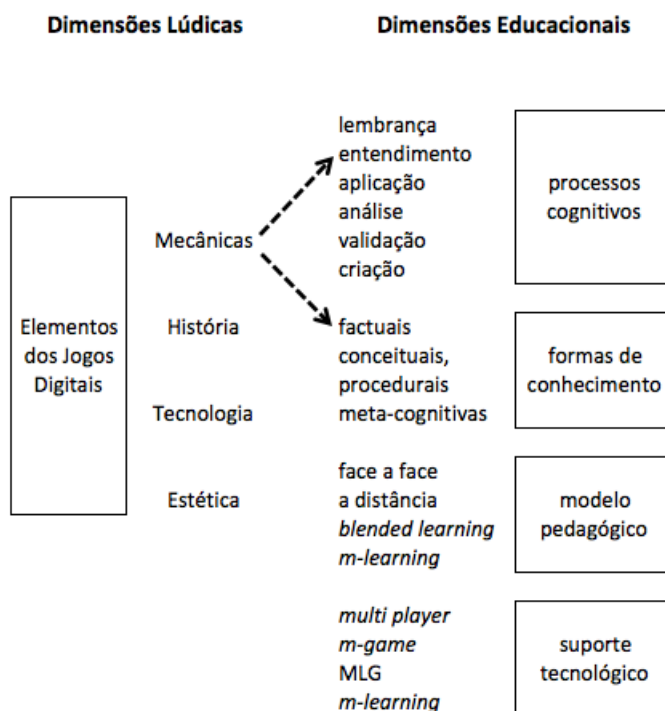 Dimensões Lúdicas
Dimensões Educacionais
Elementos
dos Jogos
Digitais
Mecânicas
História
Tecnologia
Estética
lembrança
entendimento
aplicação
análise
validação
criação
processos
cognitivos
factuais
conceituais,
procedurais
meta-cognitivas
formas de
conhecimento
face a face
a distância
blended learning
m-learning
modelo
pedagógico
multi player
m-game
MLG
m-learning
suporte
tecnológico